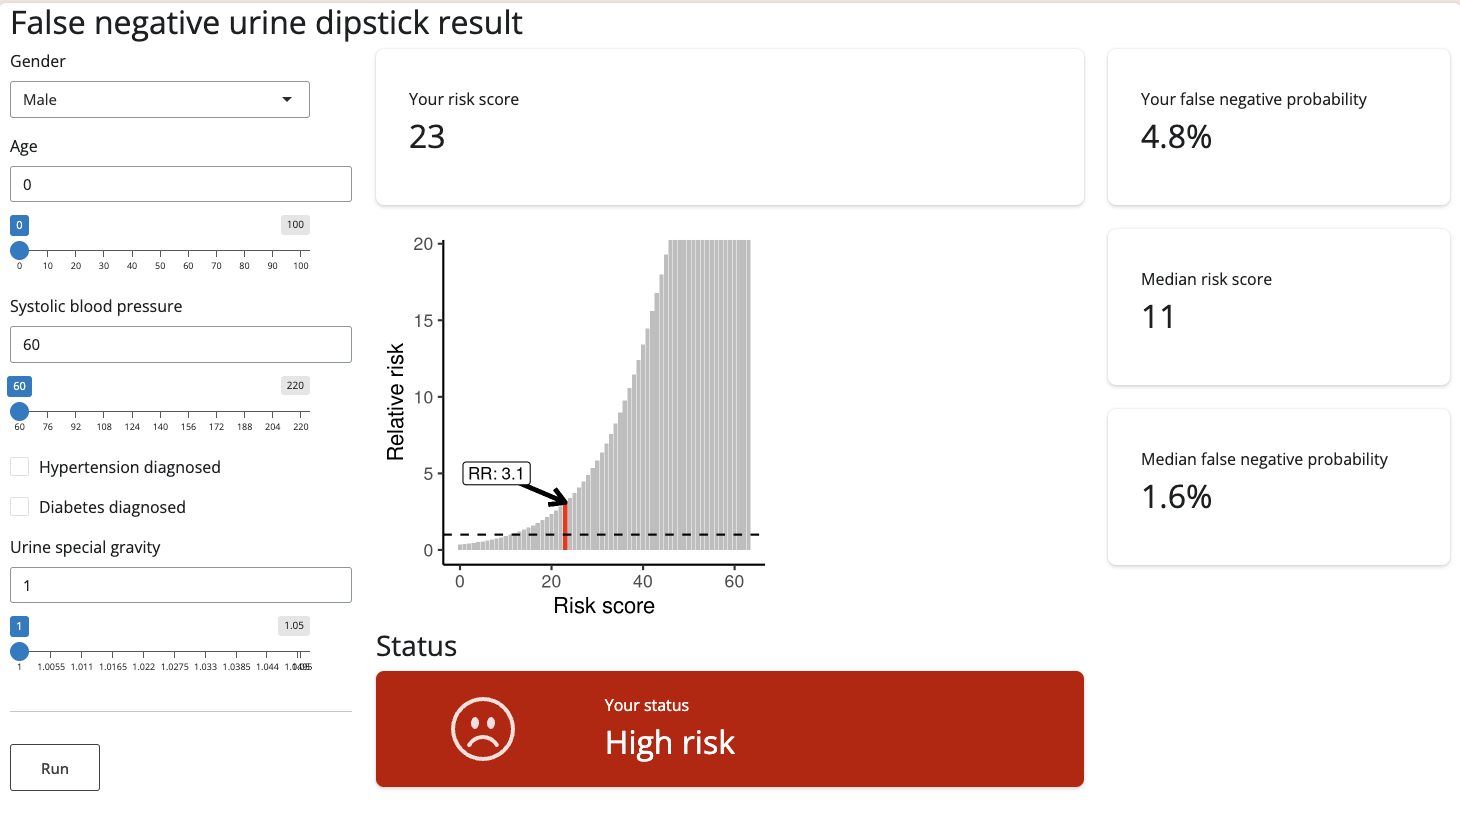 False negative urine dipstick result
Gender
Male
Age
0
0 100
0 10 20 30 40 50 60 70 80 90 100
Systolic blood pressure
60
60 220
60 76 92 108 124 140 156 172 188 204 220
Hypertension diagnosed
Diabetes diagnosed
Urine special gravity
1
1 1.05
1 1.0055 1.011 1.0165 1.022 1.0275 1.033 1.0385 1.044
Run
Your risk score
23
20
15
10
5
0
Relative risk
RR: 3.1
0 20 40 60
Risk score
Status
Your status
High risk
Your false negative probability
4.8%
Median risk score
11
Median false negative probability
1.6%